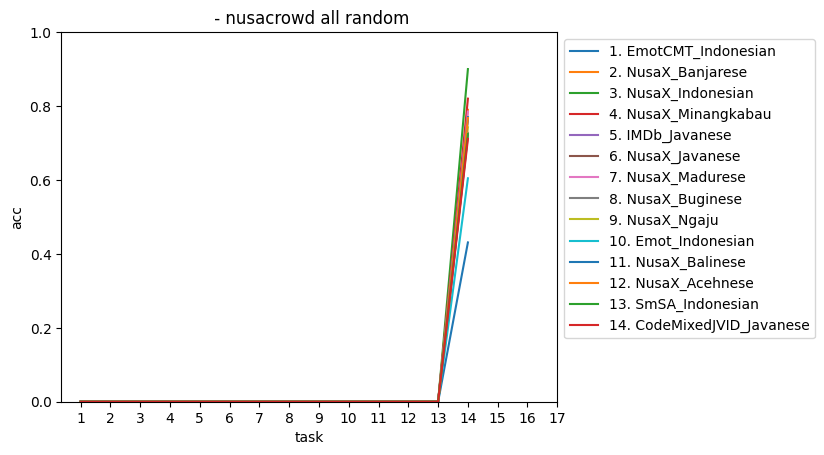 - nusacrowd all random
1.0
0.8
0.6
0.4
0.2
0.0
acc
1 2 3 4 5 6 7 8 9 10 11 12 13 14 15 16 17
task
1. EmotCMT_Indonesian
2. NusaX_Banjarese
3. NusaX_Indonesian
4. NusaX_Minangkabau
5. IMDb_Javanese
6. NusaX_Javanese
7. NusaX_Madurese
8. NusaX_Buginese
9. NusaX_Ngaju
10. Emot_Indonesian
11. NusaX_Balinese
12. NusaX_Acehnese
13. SmSA_Indonesian
14. CodeMixedJVID_Javanese